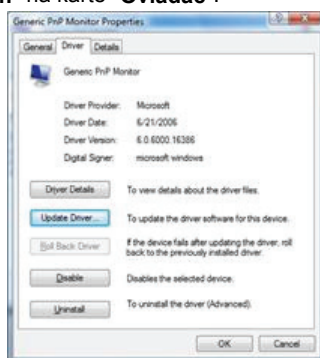 na karte "Ovládač".
Generic PnP Monitor Properties
General Driver Details
Generic PnP Monitor
Driver Provider: Microsoft
Driver Date: 6/21/2006
Driver Version: 6.0.6000.16386
Digital Signer: microsoft windows
Driver Details To view details about the driver files.
Update Driver... To update the driver software for this device.
Roll Back Driver If the device fails after updating the driver, roll
back to the previously installed driver.
Disable Disables the selected device.
Uninstall To uninstall the driver (Advanced).
OK Cancel